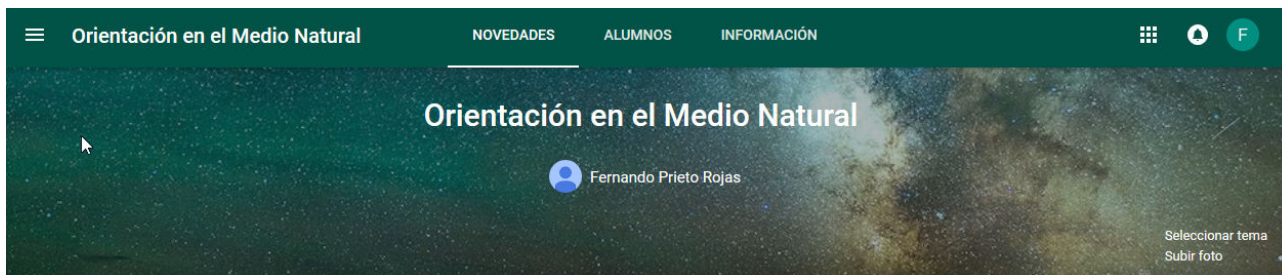 Orientación en el Medio Natural NOVEDADES ALUMNOS INFORMACIÓN F
Orientación en el Medio Natural
Fernando Prieto Rojas
Seleccionar tema
Subir foto